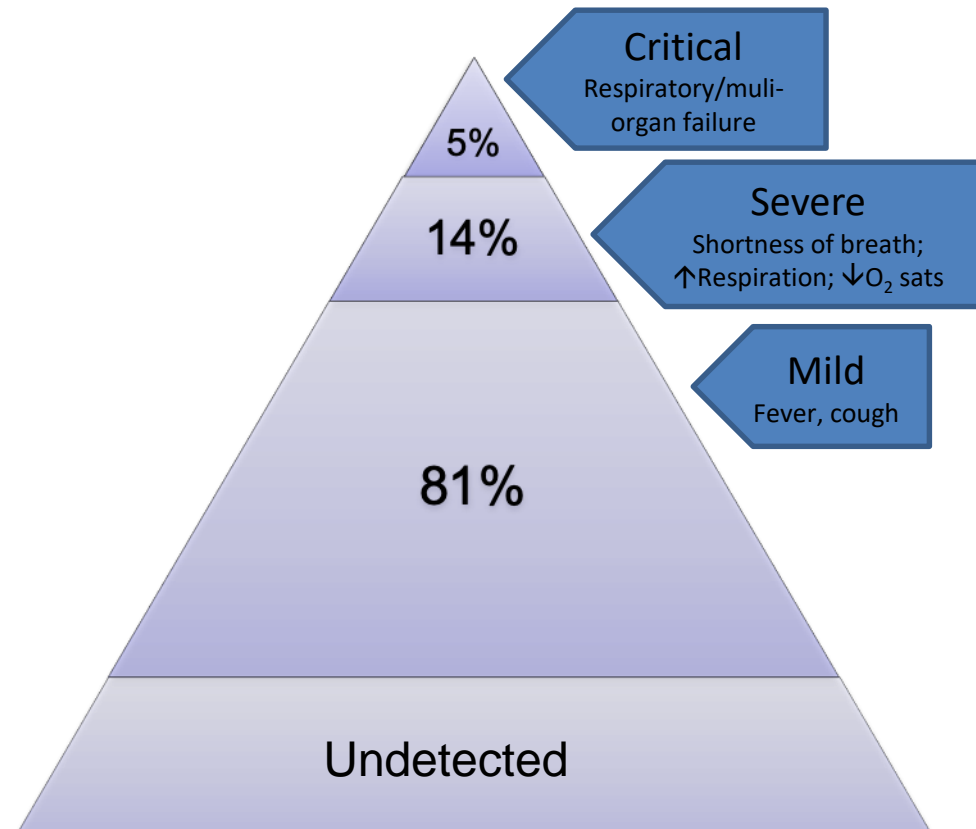 Critical
Respiratory/muli-
organ failure
5%
Severe
Shortness of breath;
↑Respiration; ↓O₂ sats
14%
Mild
Fever, cough
81%
Undetected